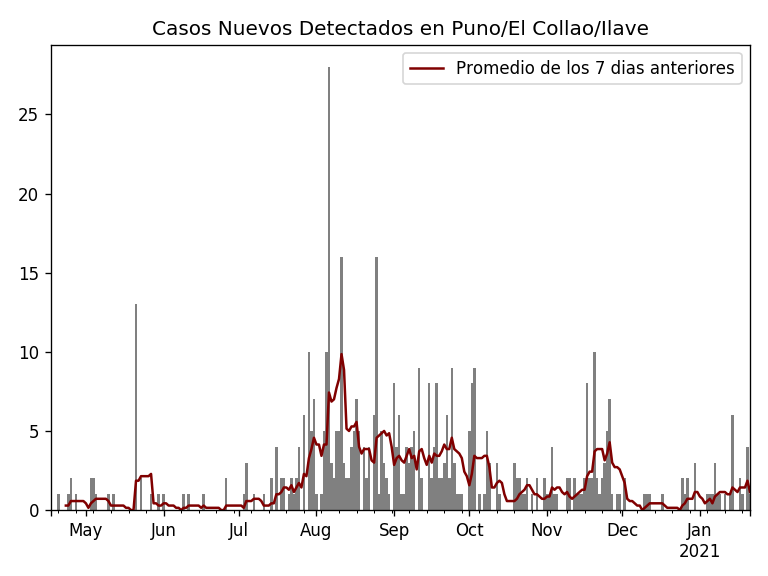 Casos Nuevos Detectados en Puno/El Collao/Ilave
Promedio de los 7 dias anteriores
25
20
15
10
5
0
May Jun Jul Aug Sep Oct Nov Dec Jan
2021